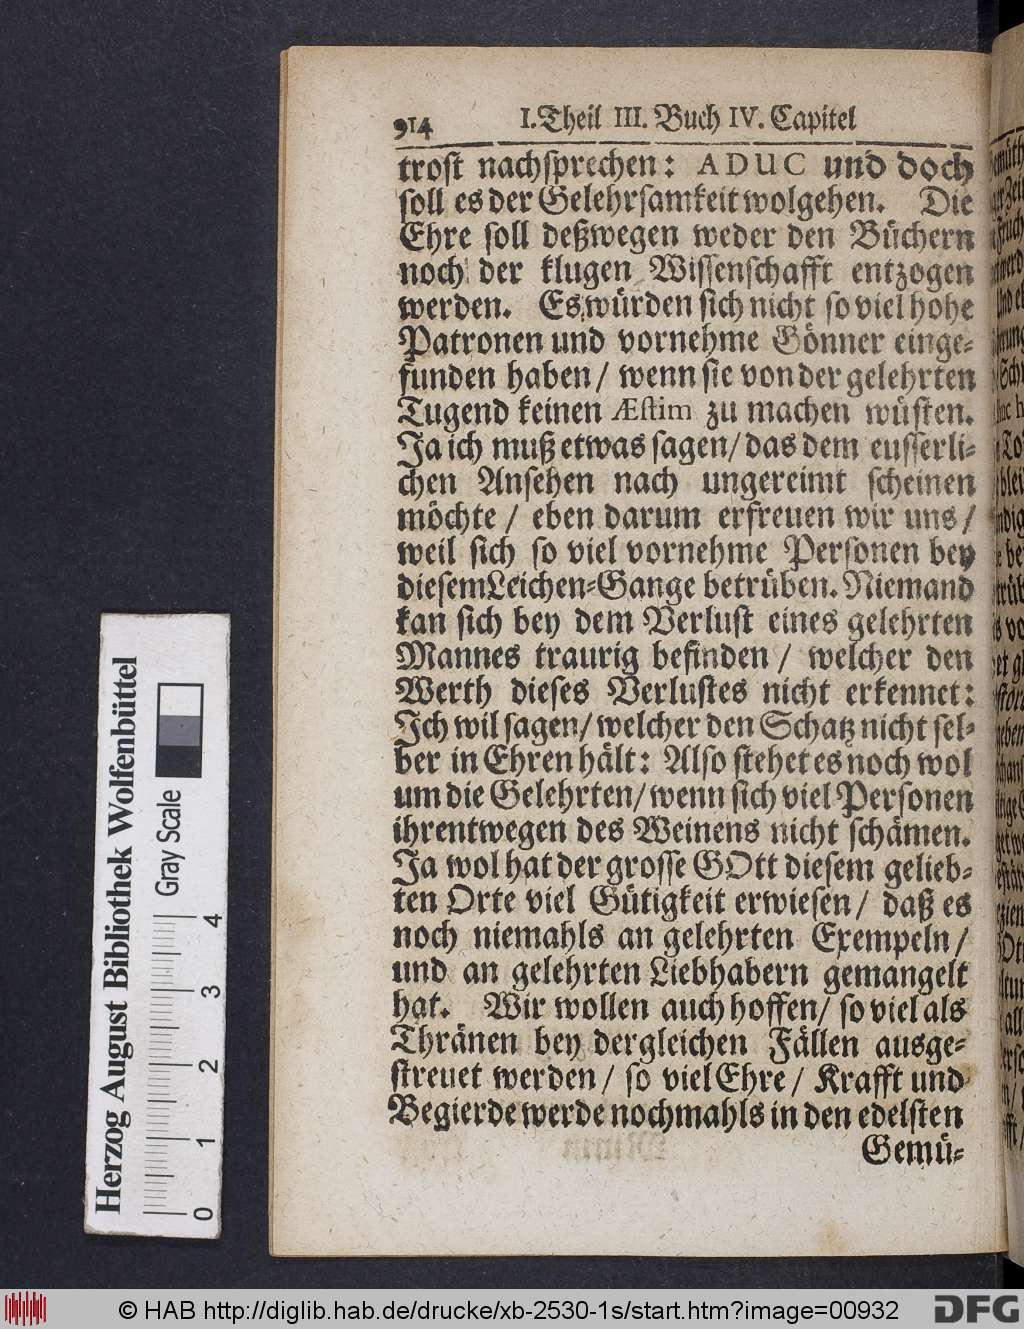 914 I. Theil III. Buch IV. Capitel
trost nachsprechen: ADUC und doch
soll es der Gelehrsamkeit wolgehen. Die
Ehre soll deßwegen weder den Büchern
noch der klugen Wissenschafft entzogen
werden. Es würden sich nicht so viel hohe
Patronen und vornehme Gönner einge-
funden haben / wenn sie von der gelehrten
Tugend keinen Æstim zu machen wüsten.
Ja ich muß etwas sagen / das dem eusserli-
chen Ansehen nach ungereimt scheinen
möchte / eben darum erfreuen wir uns /
weil sich so viel vornehme Personen bey
diesem Leichen-Gange betrüben. Niemand
kan sich bey dem Verlust eines gelehrten
Mannes traurig befinden / welcher den
Werth dieses Verlustes nicht erkennet:
Ich wil sagen / welcher den Schatz nicht sel-
ber in Ehren hält: Also stehet es noch wol
um die Gelehrten / wenn sich viel Personen
ihrentwegen des Weinens nicht schämen.
Ja wol hat der grosse GOtt diesem gelieb-
ten Orte viel Gütigkeit erwiesen / daß es
noch niemahls an gelehrten Exempeln /
und an gelehrten Liebhabern gemangelt
hat. Wir wollen auch hoffen / so viel als
Thränen bey dergleichen Fällen ausge-
streuet werden / so viel Ehre / Krafft und
Begierde werde nochmahls in den edelsten
Gemü-
Herzog August Bibliothek Wolfenbüttel
Gray Scale
0 1 2 3 4
© HAB http://diglib.hab.de/drucke/xb-2530-1s/start.htm?image=00932
DFG